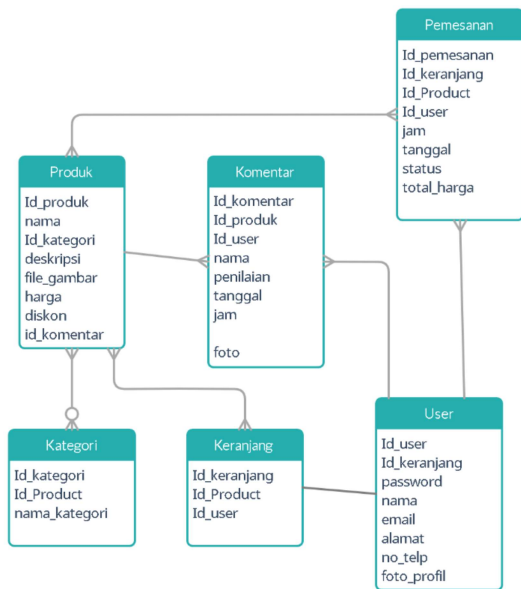 Pemesanan
Id_pemesanan
Id_keranjang
Id_Product
Id_user
jam
tanggal
status
total_harga
Produk
Id_produk
nama
Id_kategori
deskripsi
file_gambar
harga
diskon
id_komentar
Komentar
Id_komentar
Id_produk
Id_user
nama
penilaian
tanggal
jam
foto
Kategori
Id_kategori
Id_Product
nama_kategori
Keranjang
Id_keranjang
Id_Product
Id_user
User
Id_user
Id_keranjang
password
nama
email
alamat
no_telp
foto_profil